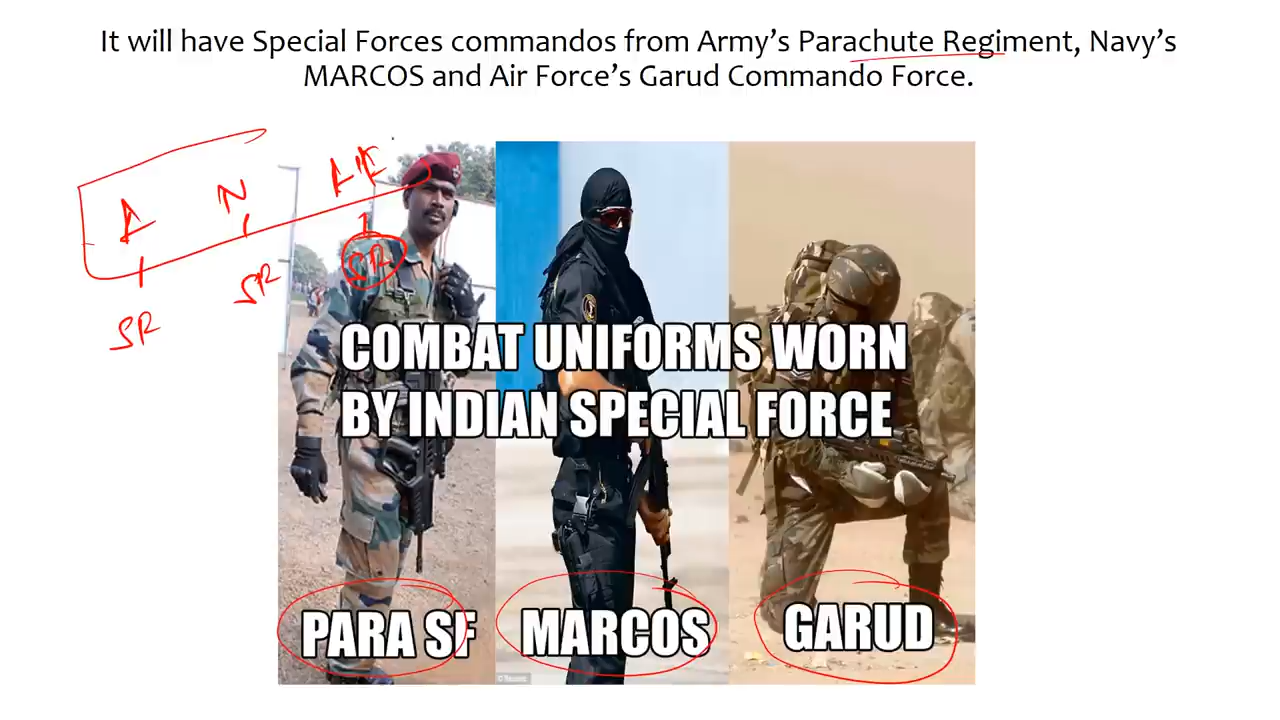 It will have Special Forces commandos from Army’s Parachute Regiment, Navy’s
MARCOS and Air Force’s Garud Commando Force.
A N AF
SR SR SR
COMBAT UNIFORMS WORN
BY INDIAN SPECIAL FORCE
PARA SF MARCOS GARUD
© Reuters